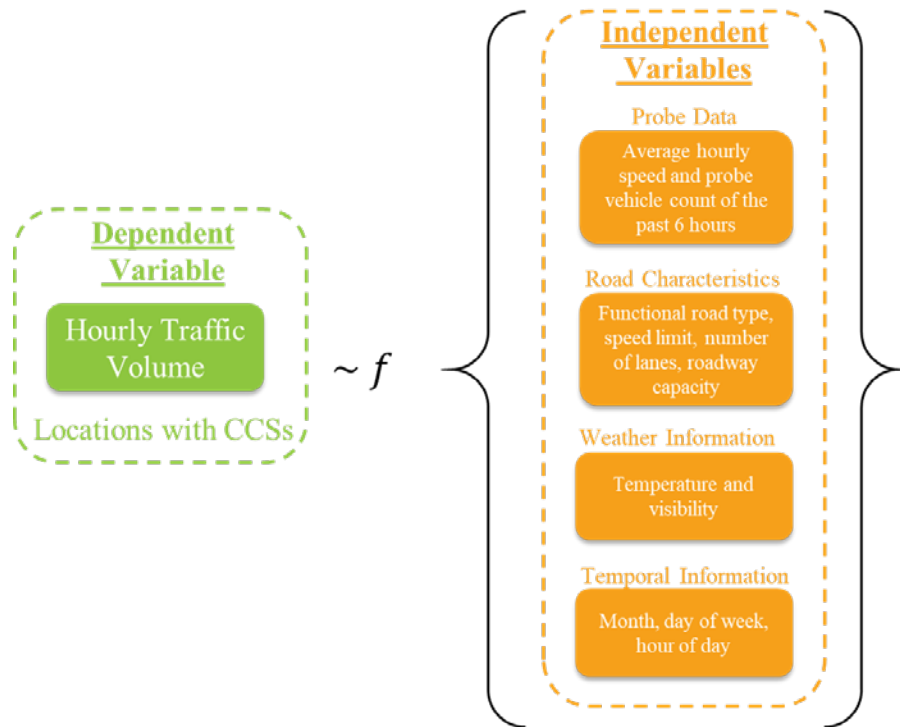 Dependent
Variable
Hourly Traffic
Volume
Locations with CCSs
~ f
Independent
Variables
Probe Data
Average hourly
speed and probe
vehicle count of the
past 6 hours
Road Characteristics
Functional road type,
speed limit, number
of lanes, roadway
capacity
Weather Information
Temperature and
visibility
Temporal Information
Month, day of week,
hour of day